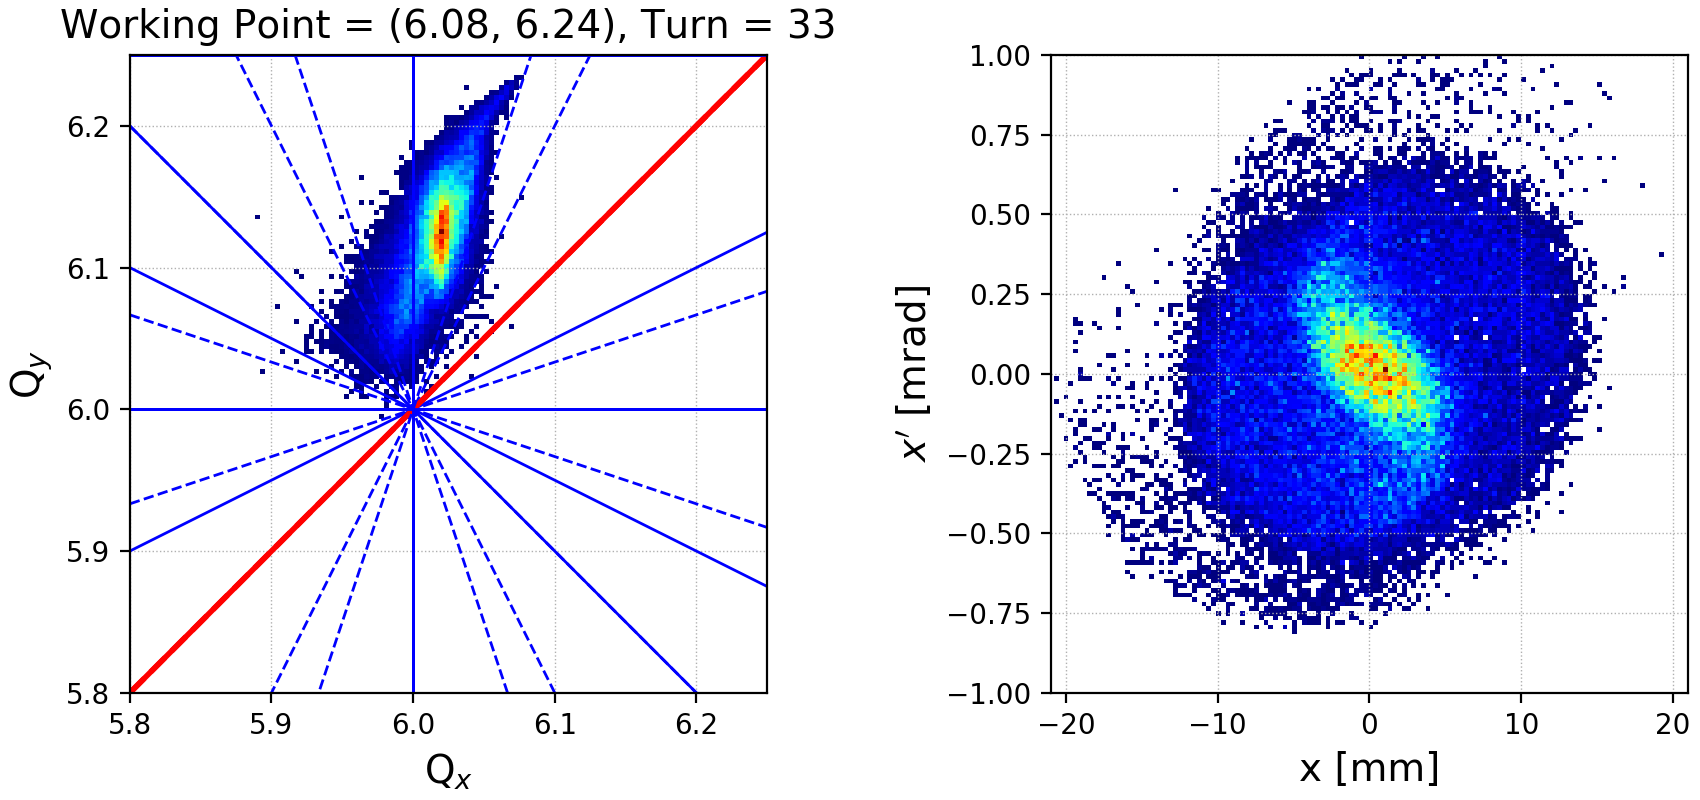 Working Point = (6.08, 6.24), Turn = 33
6.2
6.1
6.0
5.9
5.8
Q_y
5.8 5.9 6.0 6.1 6.2
Q_x
1.00
0.75
0.50
0.25
0.00
−0.25
−0.50
−0.75
−1.00
x′ [mrad]
−20 −10 0 10 20
x [mm]